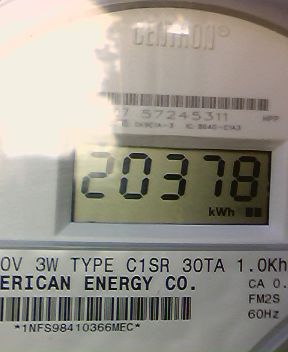 CENTRON®
57245311 HPP
20378
kWh
0V 3W TYPE C1SR 30TA 1.0Kh
ERICAN ENERGY CO. CA 0.
FM2S
60Hz
*1NFS98410366MEC*